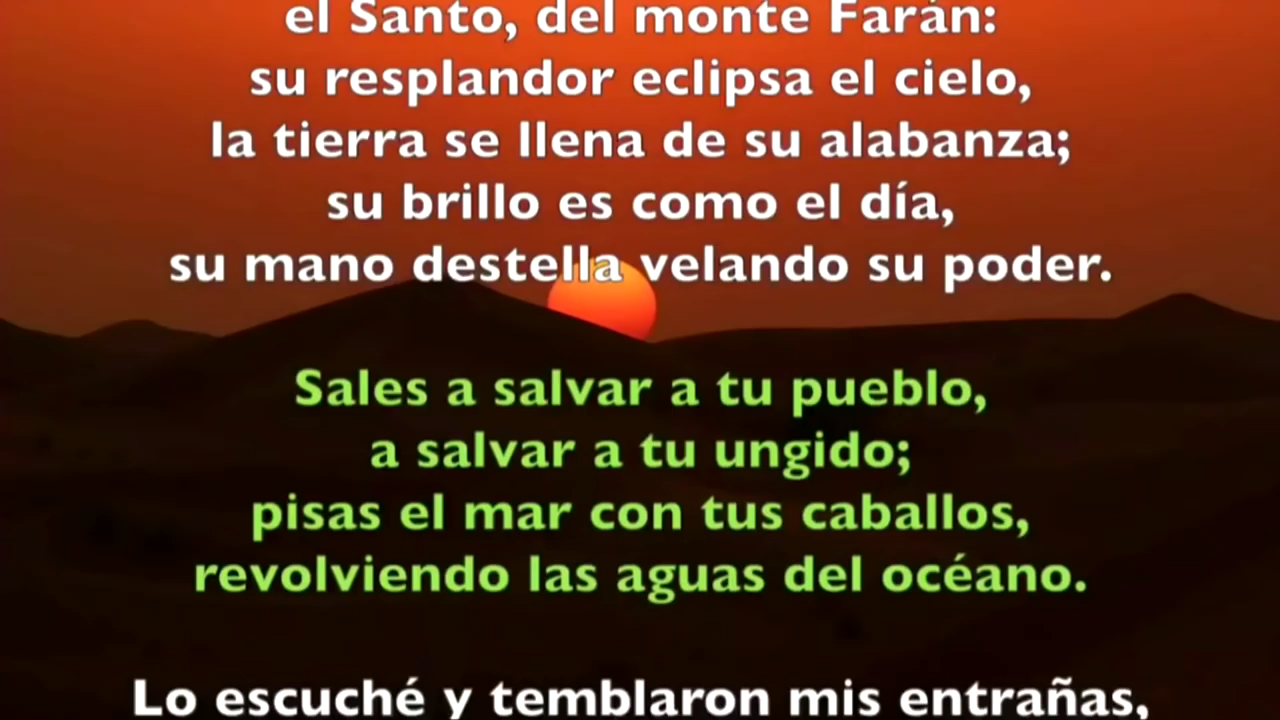 el Santo, del monte Farán:
su resplandor eclipsa el cielo,
la tierra se llena de su alabanza;
su brillo es como el día,
su mano destella velando su poder.
Sales a salvar a tu pueblo,
a salvar a tu ungido;
pisas el mar con tus caballos,
revolviendo las aguas del océano.
Lo escuché y temblaron mis entrañas,